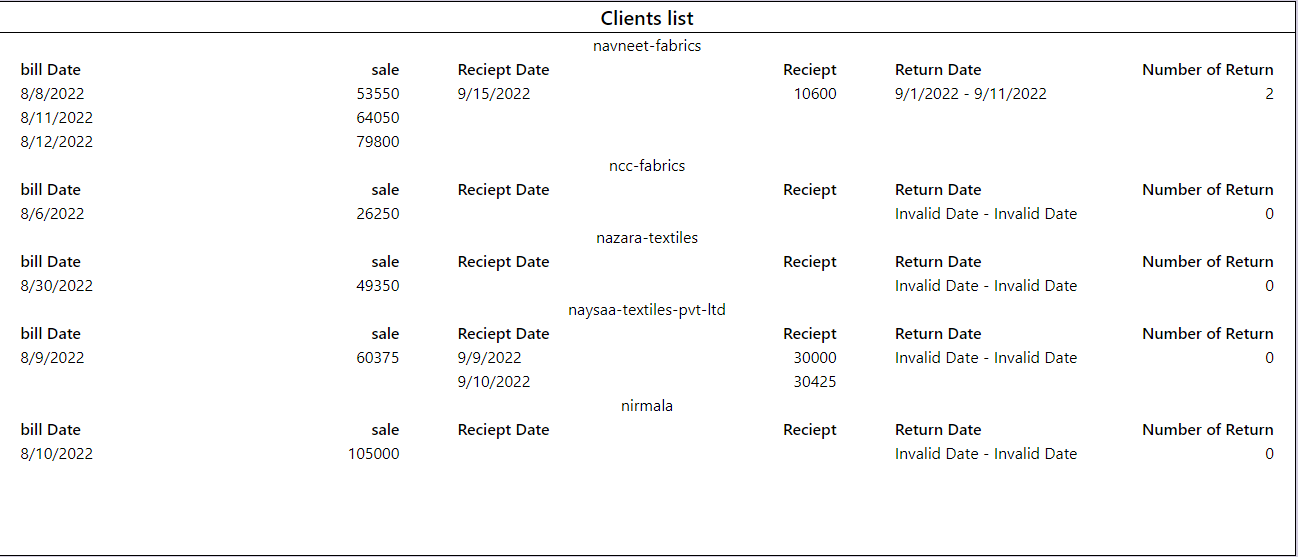 Clients list
navneet-fabrics
bill Date sale Reciept Date Reciept Return Date Number of Return
8/8/2022 53550 9/15/2022 10600 9/1/2022 - 9/11/2022 2
8/11/2022 64050
8/12/2022 79800
ncc-fabrics
bill Date sale Reciept Date Reciept Return Date Number of Return
8/6/2022 26250 Invalid Date - Invalid Date 0
nazara-textiles
bill Date sale Reciept Date Reciept Return Date Number of Return
8/30/2022 49350 Invalid Date - Invalid Date 0
naysaa-textiles-pvt-ltd
bill Date sale Reciept Date Reciept Return Date Number of Return
8/9/2022 60375 9/9/2022 30000 Invalid Date - Invalid Date 0
9/10/2022 30425
nirmala
bill Date sale Reciept Date Reciept Return Date Number of Return
8/10/2022 105000 Invalid Date - Invalid Date 0